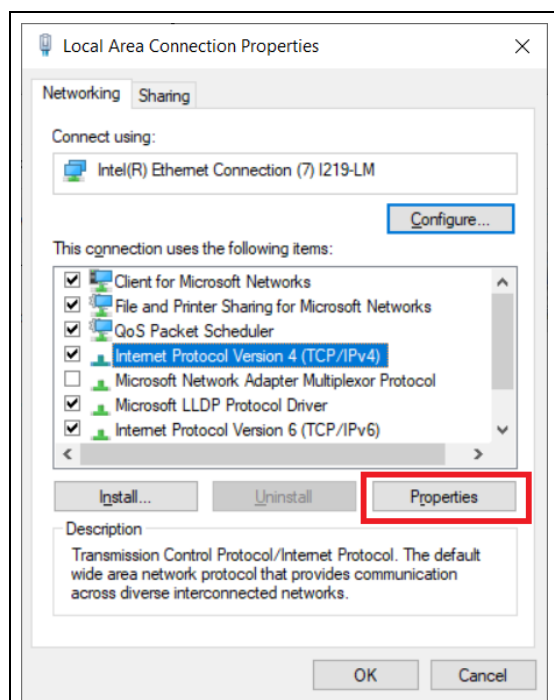 Local Area Connection Properties
Networking
Sharing
Connect using:
Intel(R) Ethernet Connection (7) I219-LM
Configure...
This connection uses the following items:
Client for Microsoft Networks
File and Printer Sharing for Microsoft Networks
QoS Packet Scheduler
Internet Protocol Version 4 (TCP/IPv4)
Microsoft Network Adapter Multiplexor Protocol
Microsoft LLDP Protocol Driver
Internet Protocol Version 6 (TCP/IPv6)
Install...
Uninstall
Properties
Description
Transmission Control Protocol/Internet Protocol. The default
wide area network protocol that provides communication
across diverse interconnected networks.
OK
Cancel